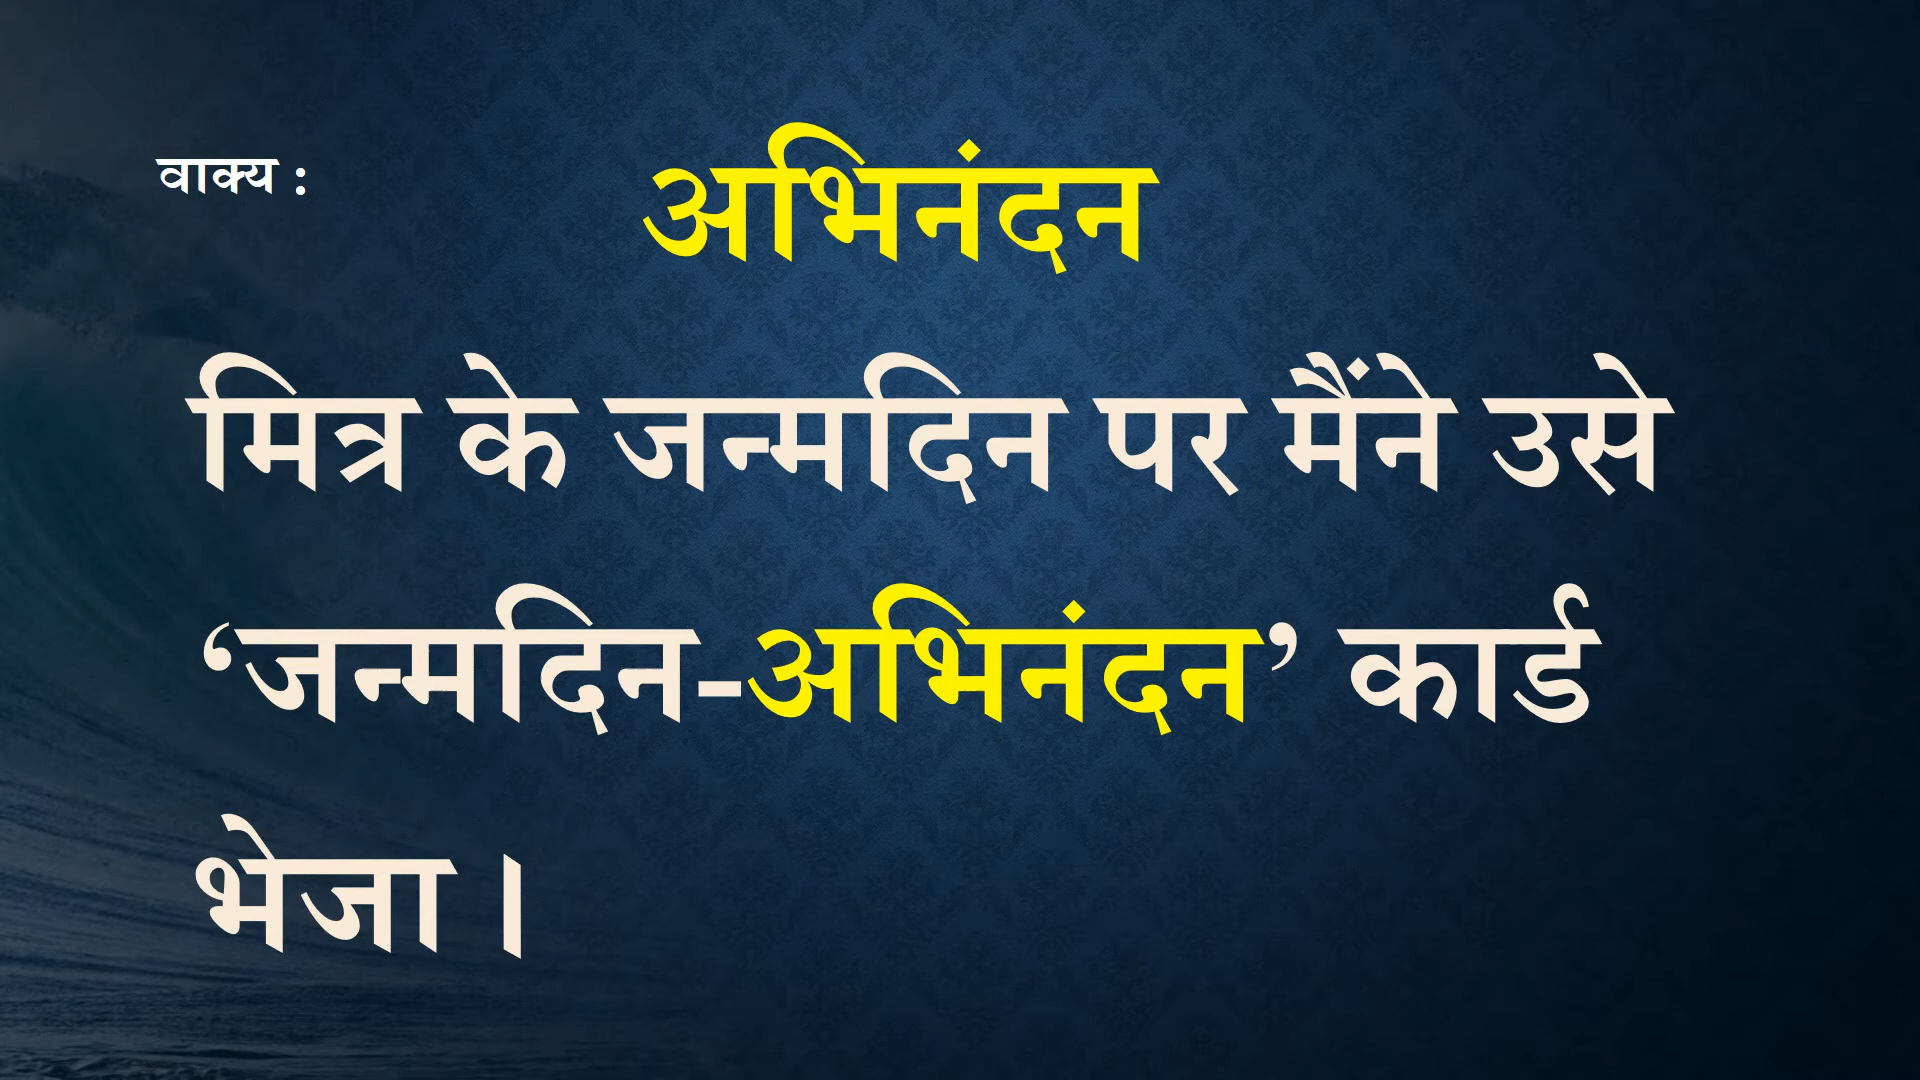 वाक्य : अभिनंदन
मित्र के जन्मदिन पर मैंने उसे
‘जन्मदिन-अभिनंदन’ कार्ड
भेजा ।